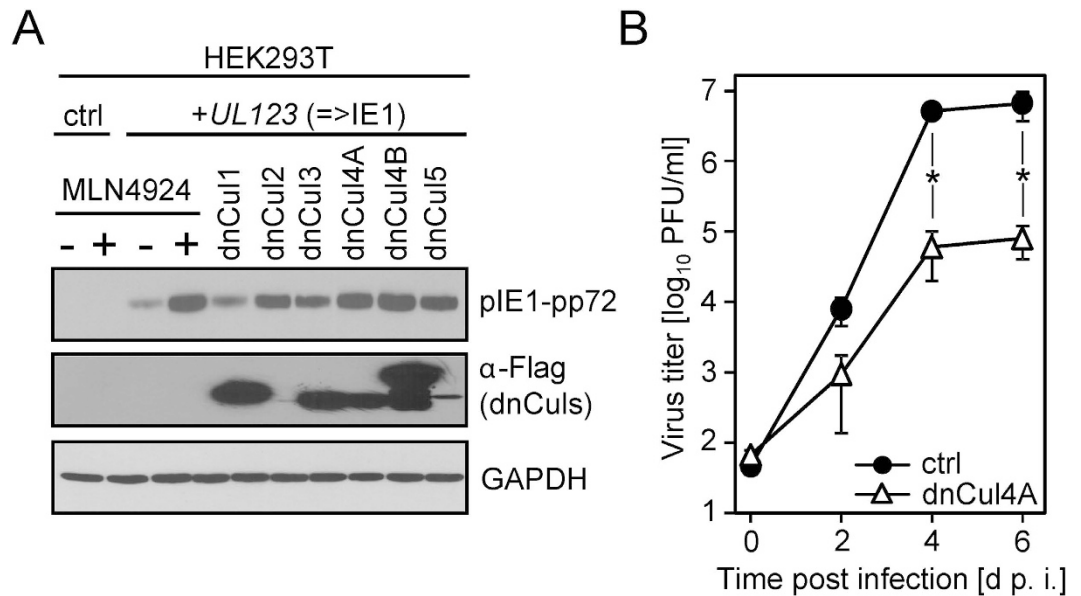 A
HEK293T
ctrl
+UL123 (=>IE1)
MLN4924
dnCul1
dnCul2
dnCul3
dnCul4A
dnCul4B
dnCul5
- + - +
pIE1-pp72
α-Flag
(dnCuls)
GAPDH
B
Virus titer [log10 PFU/ml]
7
6
5
4
3
2
1
* *
ctrl
dnCul4A
0 2 4 6
Time post infection [d p. i.]